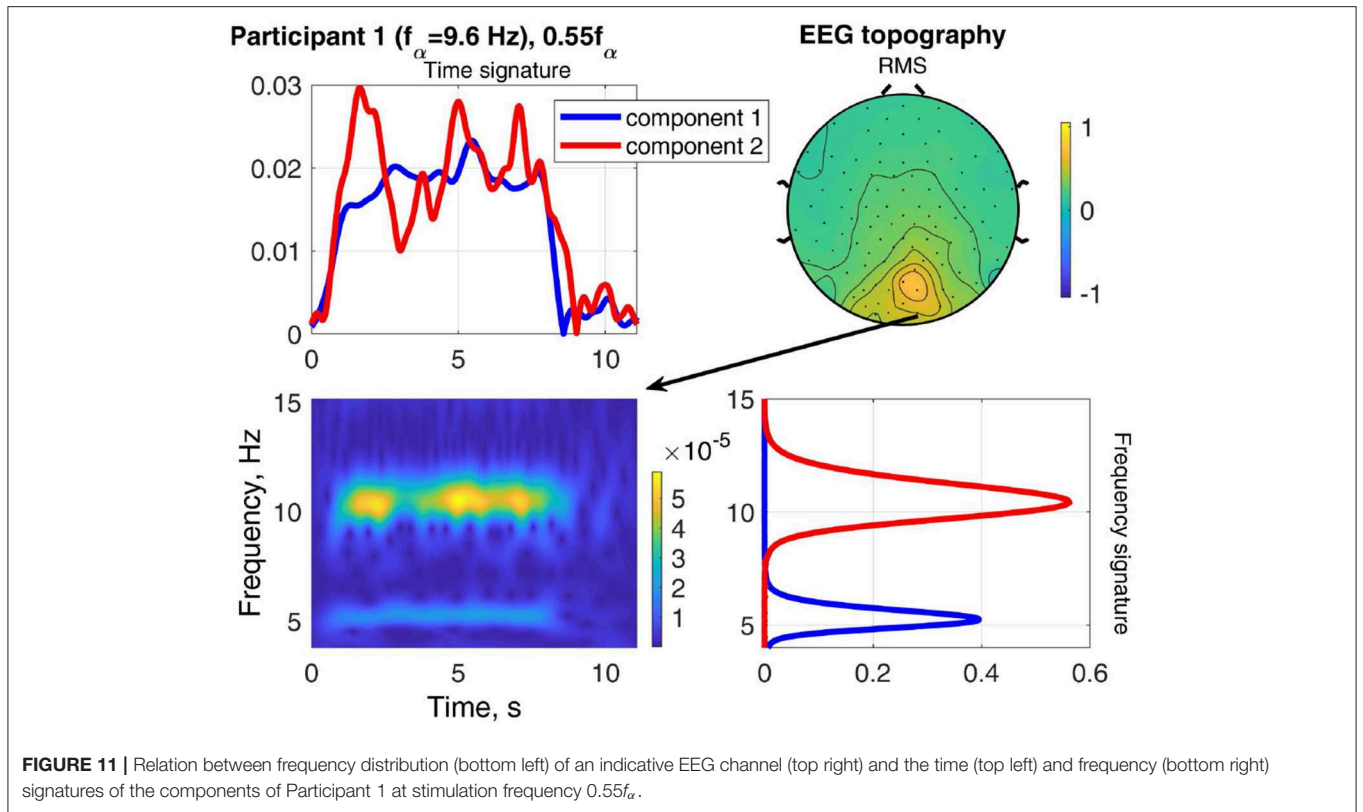 Participant 1 (fα=9.6 Hz), 0.55fα
Time signature
0.03
0.02
0.01
0
0 5 10
component 1
component 2
EEG topography
RMS
1
0
-1
15
10
5
Frequency, Hz
0 5 10
Time, s
×10-5
5
4
3
2
1
15
10
5
0 0.2 0.4 0.6
Frequency signature
FIGURE 11 | Relation between frequency distribution (bottom left) of an indicative EEG channel (top right) and the time (top left) and frequency (bottom right)
signatures of the components of Participant 1 at stimulation frequency 0.55fα.